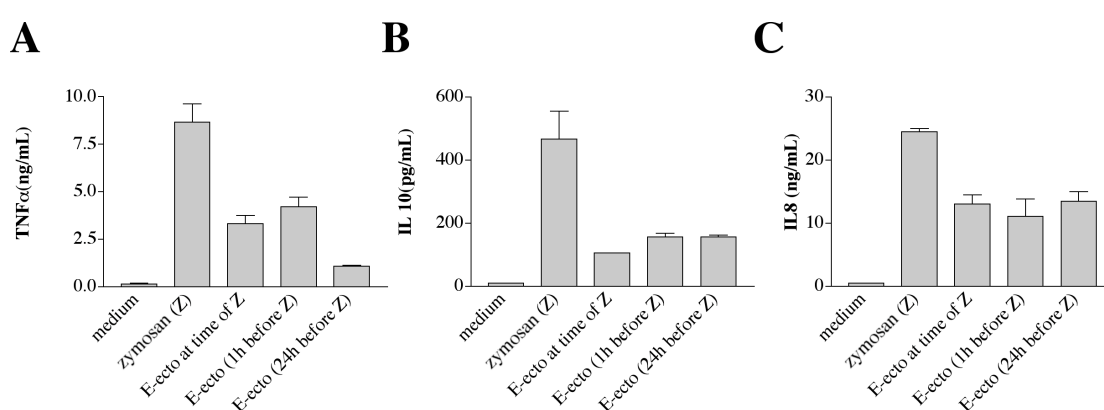 A
B
C
TNFα(ng/mL)
10.0
7.5
5.0
2.5
0.0
medium
zymosan (Z)
E-ecto at time of Z
E-ecto (1h before Z)
E-ecto (24h before Z)
IL 10(pg/mL)
600
400
200
0
medium
zymosan (Z)
E-ecto at time of Z
E-ecto (1h before Z)
E-ecto (24h before Z)
IL8 (ng/mL)
30
20
10
0
medium
zymosan (Z)
E-ecto at time of Z
E-ecto (1h before Z)
E-ecto (24h before Z)